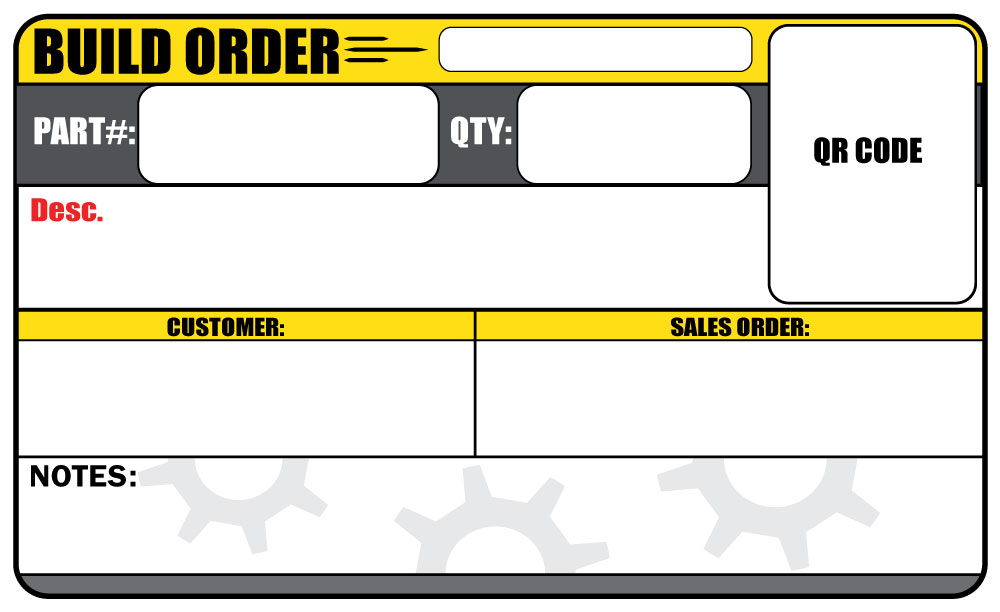 BUILD ORDER
PART#:
QTY:
QR CODE
Desc.
CUSTOMER:
SALES ORDER:
NOTES: